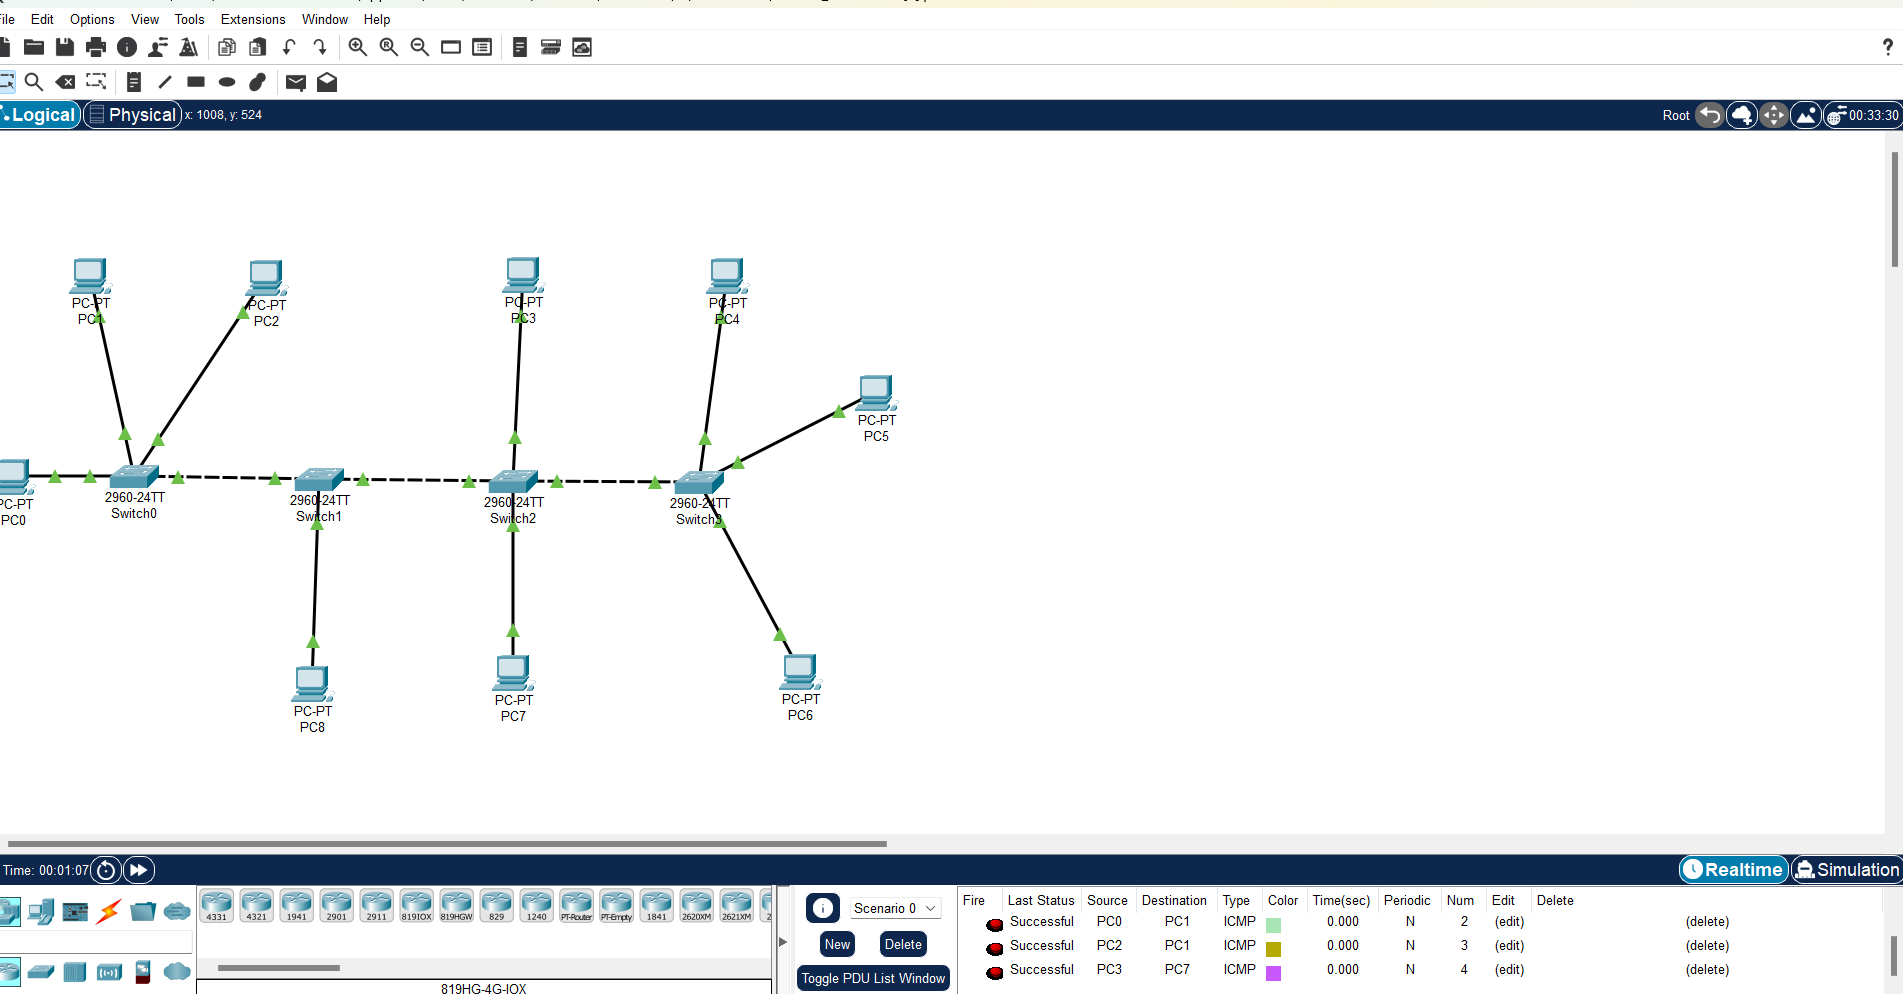 File Edit Options View Tools Extensions Window Help
?
Logical Physical x: 1008, y: 524 Root 00:33:30
PC-PT
PC1
PC-PT
PC2
PC-PT
PC3
PC-PT
PC4
PC-PT
PC5
PC-PT
PC0
2960-24TT
Switch0
2960-24TT
Switch1
2960-24TT
Switch2
2960-24TT
Switch3
PC-PT
PC8
PC-PT
PC7
PC-PT
PC6
Time: 00:01:07 Realtime Simulation
4331 4321 1941 2901 2911 819IOX 819HGW 829 1240 PT-Router PT-Empty 1841 2620XM 2621XM 2
819HG-4G-IOX
Scenario 0
New Delete
Toggle PDU List Window
Fire Last Status Source Destination Type Color Time(sec) Periodic Num Edit Delete
Successful PC0 PC1 ICMP 0.000 N 2 (edit) (delete)
Successful PC2 PC1 ICMP 0.000 N 3 (edit) (delete)
Successful PC3 PC7 ICMP 0.000 N 4 (edit) (delete)